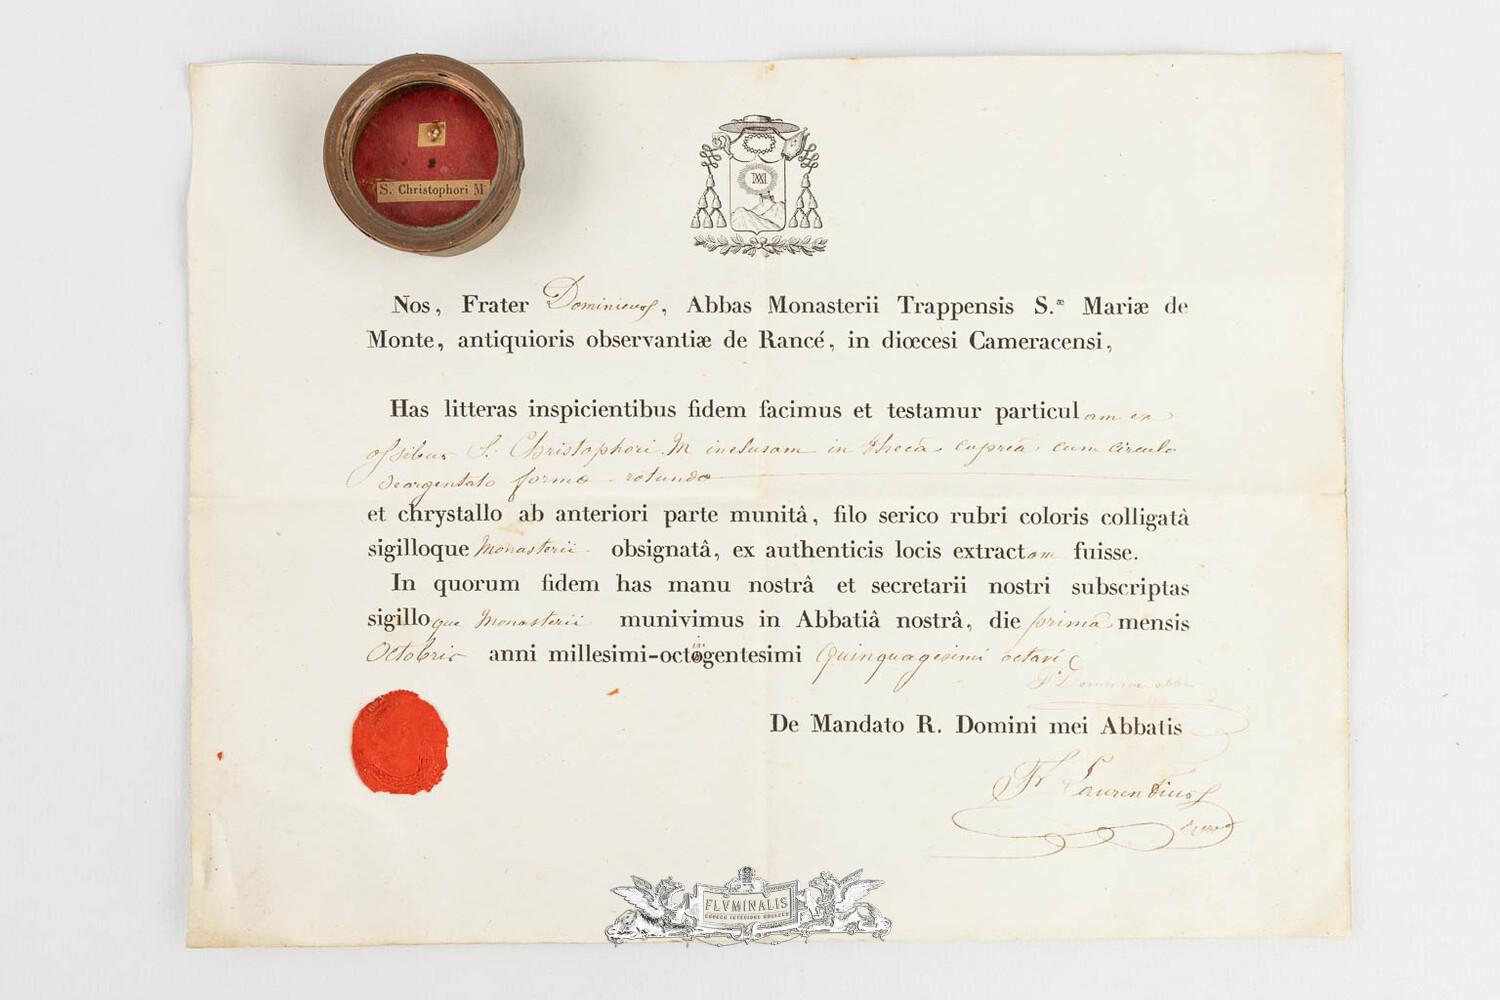 S. Christophori M
Nos, Frater Dominicus, Abbas Monasterii Trappensis S.æ Mariæ de
Monte, antiquioris observantiæ de Rancé, in diœcesi Cameracensi,
Has litteras inspicientibus fidem facimus et testamur particulam ex
ossibus S. Christophori M inclusam in thecâ cupreâ cum circulo
deargentato forma rotunda
et chrystallo ab anteriori parte munitâ, filo serico rubri coloris colligatâ
sigilloque Monasterii obsignatâ, ex authenticis locis extractam fuisse.
In quorum fidem has manu nostrâ et secretarii nostri subscriptas
sigilloque Monasterii munivimus in Abbatiâ nostrâ, die primâ mensis
Octobris anni millesimi-octogentesimi Quinquagesimi octavi
De Mandato R. Domini mei Abbatis
Fr Laurentius
FLVMINALIS